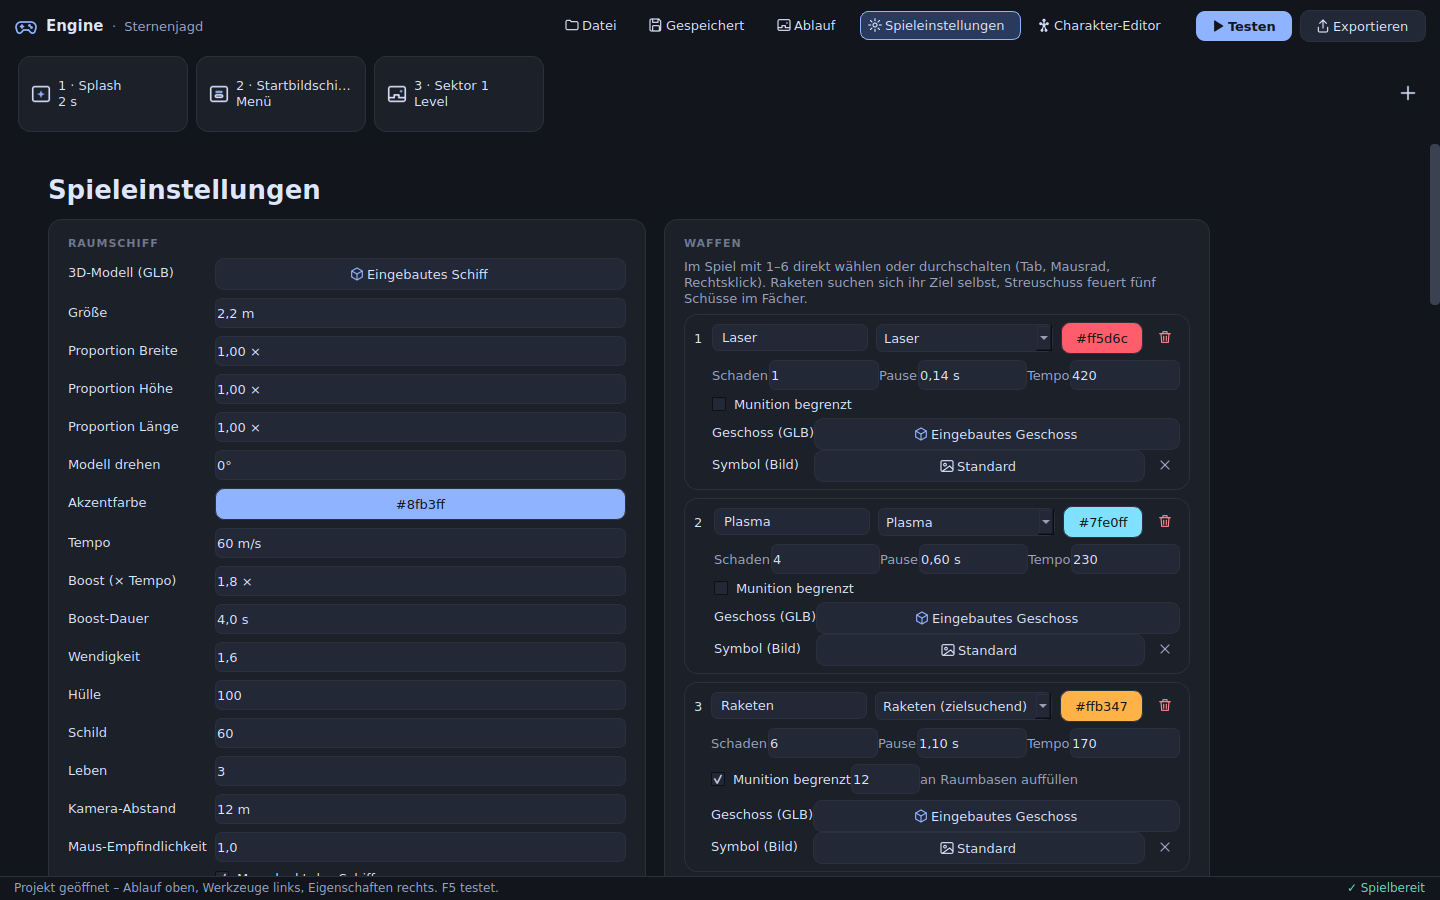 Engine · Sternenjagd
Datei
Gespeichert
Ablauf
Spieleinstellungen
Charakter-Editor
Testen
Exportieren
1 · Splash
2 s
2 · Startbildschi...
Menü
3 · Sektor 1
Level
Spieleinstellungen
RAUMSCHIFF
3D-Modell (GLB) Eingebautes Schiff
Größe 2,2 m
Proportion Breite 1,00 ×
Proportion Höhe 1,00 ×
Proportion Länge 1,00 ×
Modell drehen 0°
Akzentfarbe #8fb3ff
Tempo 60 m/s
Boost (× Tempo) 1,8 ×
Boost-Dauer 4,0 s
Wendigkeit 1,6
Hülle 100
Schild 60
Leben 3
Kamera-Abstand 12 m
Maus-Empfindlichkeit 1,0
WAFFEN
Im Spiel mit 1–6 direkt wählen oder durchschalten (Tab, Mausrad,
Rechtsklick). Raketen suchen sich ihr Ziel selbst, Streuschuss feuert fünf
Schüsse im Fächer.
1 Laser Laser #ff5d6c
Schaden 1 Pause 0,14 s Tempo 420
Munition begrenzt
Geschoss (GLB) Eingebautes Geschoss
Symbol (Bild) Standard
2 Plasma Plasma #7fe0ff
Schaden 4 Pause 0,60 s Tempo 230
Munition begrenzt
Geschoss (GLB) Eingebautes Geschoss
Symbol (Bild) Standard
3 Raketen Raketen (zielsuchend) #ffb347
Schaden 6 Pause 1,10 s Tempo 170
Munition begrenzt 12 an Raumbasen auffüllen
Geschoss (GLB) Eingebautes Geschoss
Symbol (Bild) Standard
Projekt geöffnet – Ablauf oben, Werkzeuge links, Eigenschaften rechts. F5 testet.
✓ Spielbereit